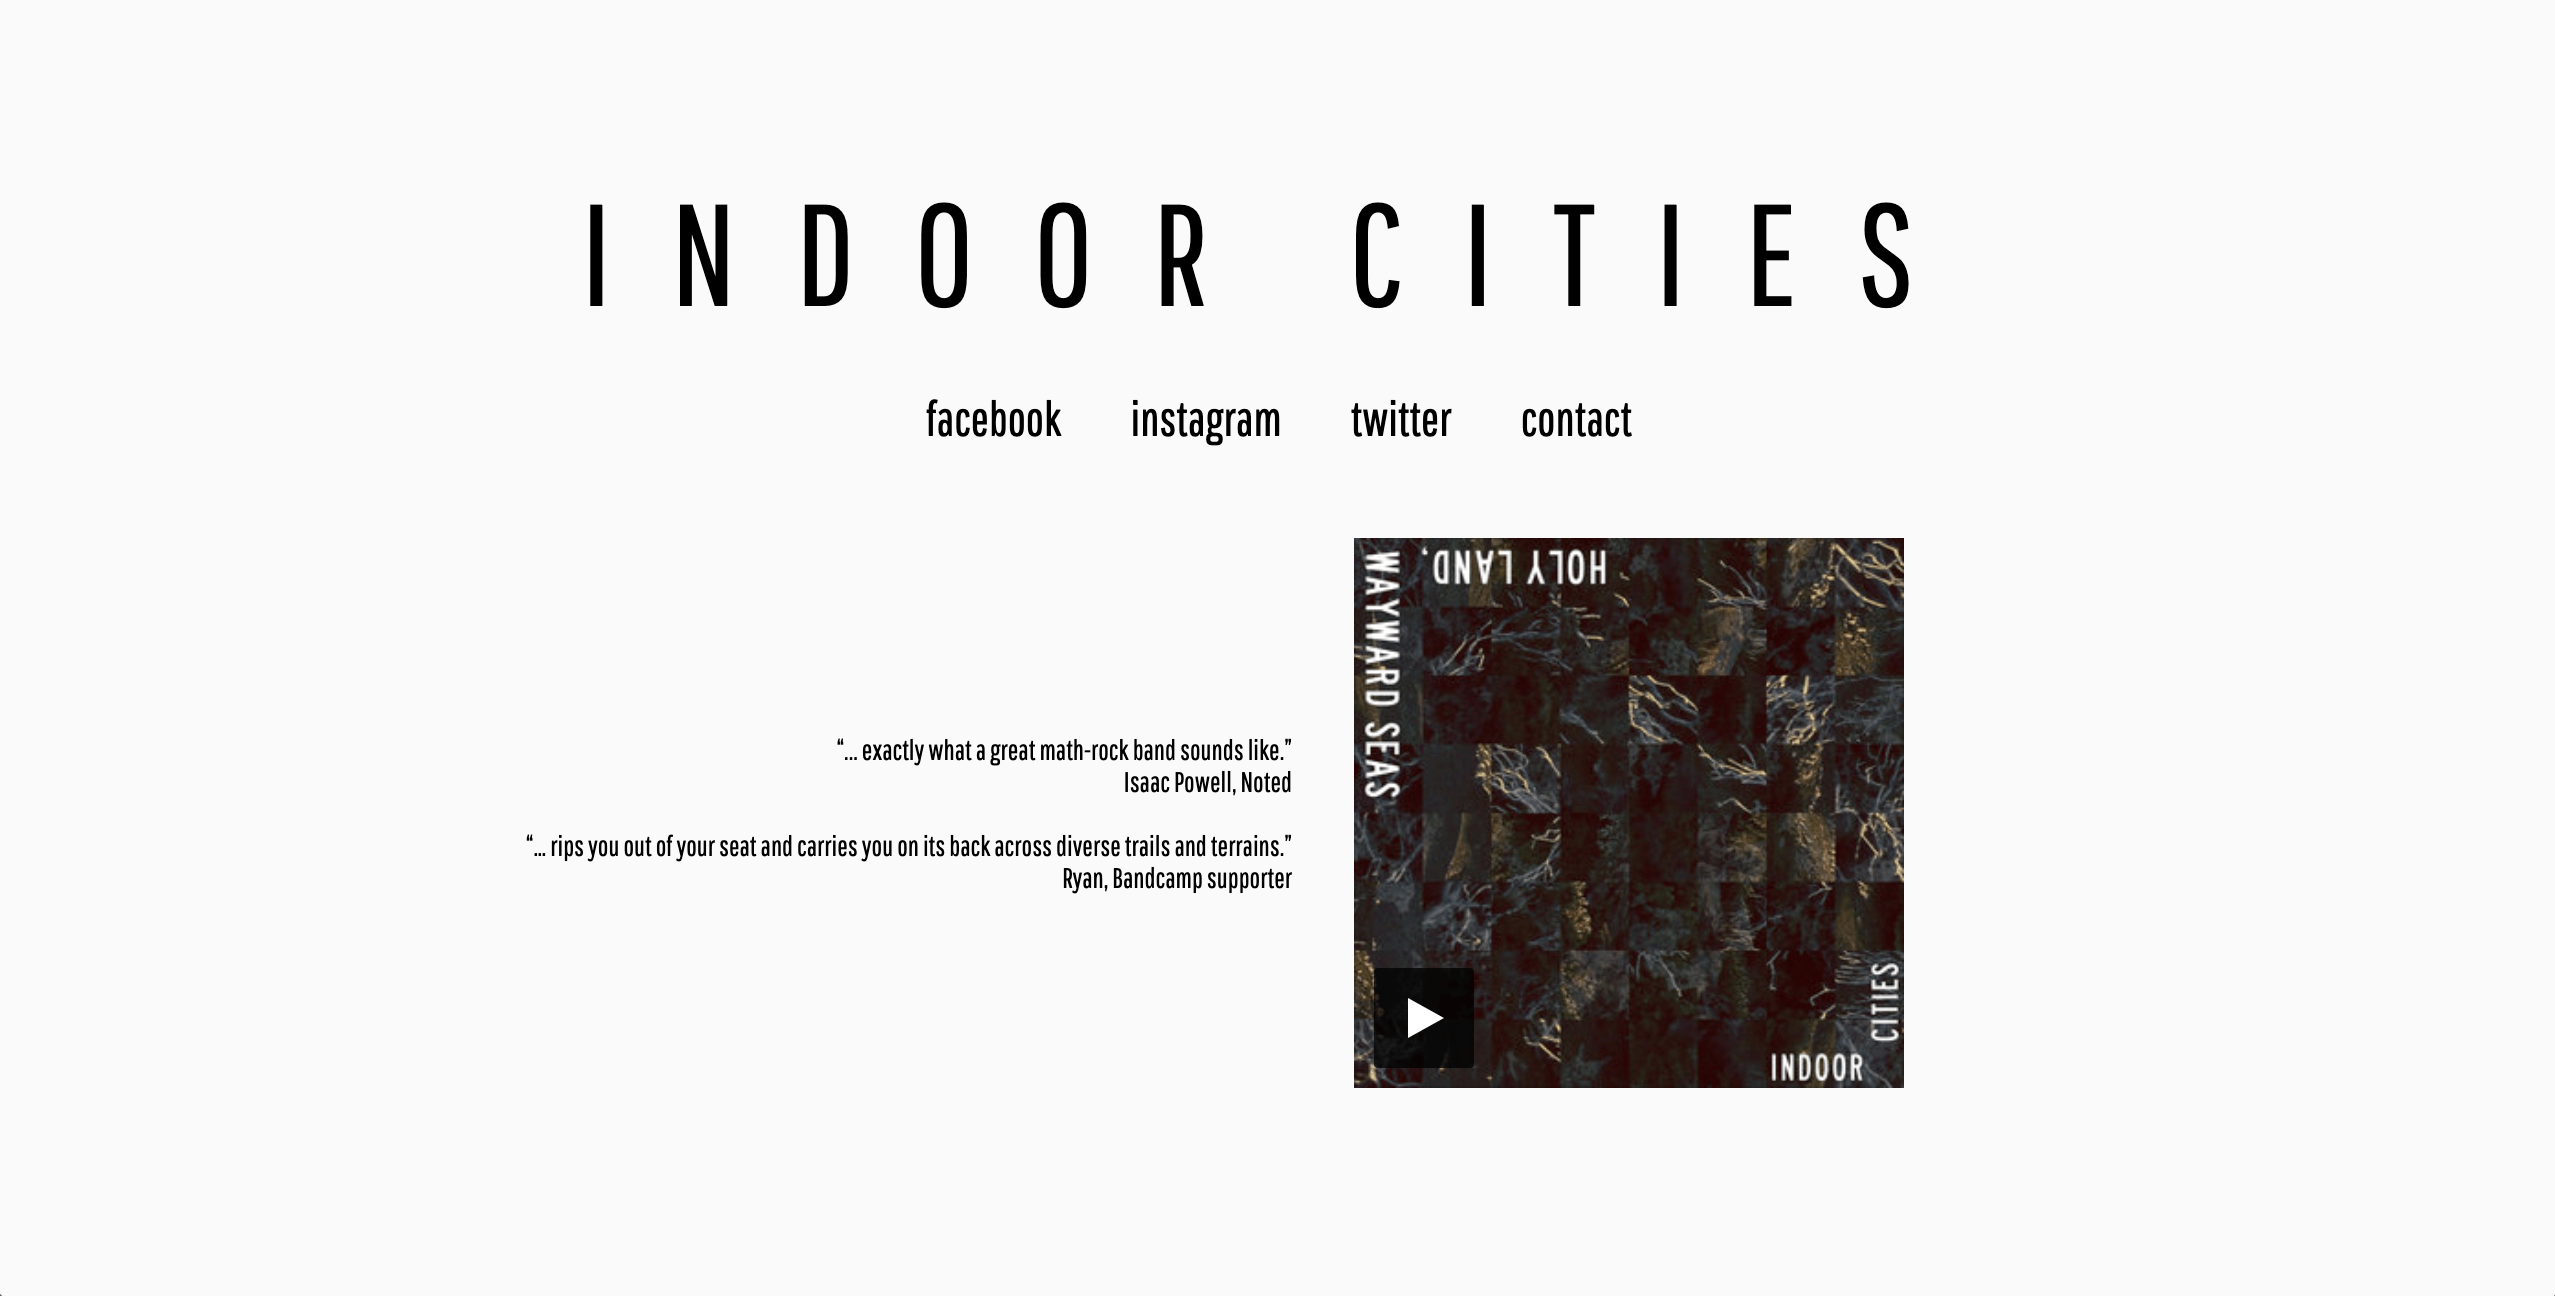 INDOOR CITIES
facebook instagram twitter contact
“... exactly what a great math-rock band sounds like.”
Isaac Powell, Noted
“... rips you out of your seat and carries you on its back across diverse trails and terrains.”
Ryan, Bandcamp supporter
HOLY LAND,
WAYWARD SEAS
INDOOR
CITIES